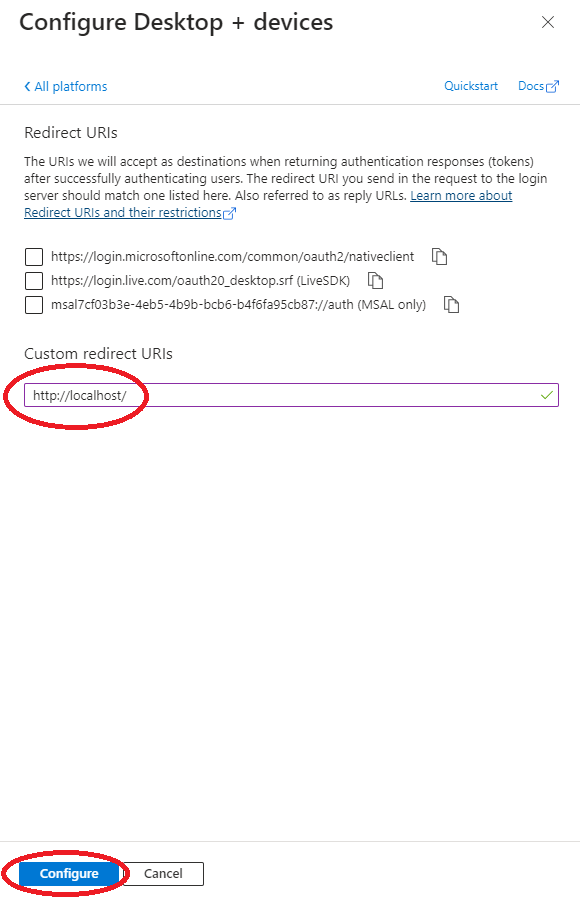 Configure Desktop + devices
All platforms
Quickstart
Docs
Redirect URIs
The URIs we will accept as destinations when returning authentication responses (tokens)
after successfully authenticating users. The redirect URI you send in the request to the login
server should match one listed here. Also referred to as reply URLs. Learn more about
Redirect URIs and their restrictions
https://login.microsoftonline.com/common/oauth2/nativeclient
https://login.live.com/oauth20_desktop.srf (LiveSDK)
msal7cf03b3e-4eb5-4b9b-bcb6-b4f6fa95cb87://auth (MSAL only)
Custom redirect URIs
http://localhost/
Configure
Cancel